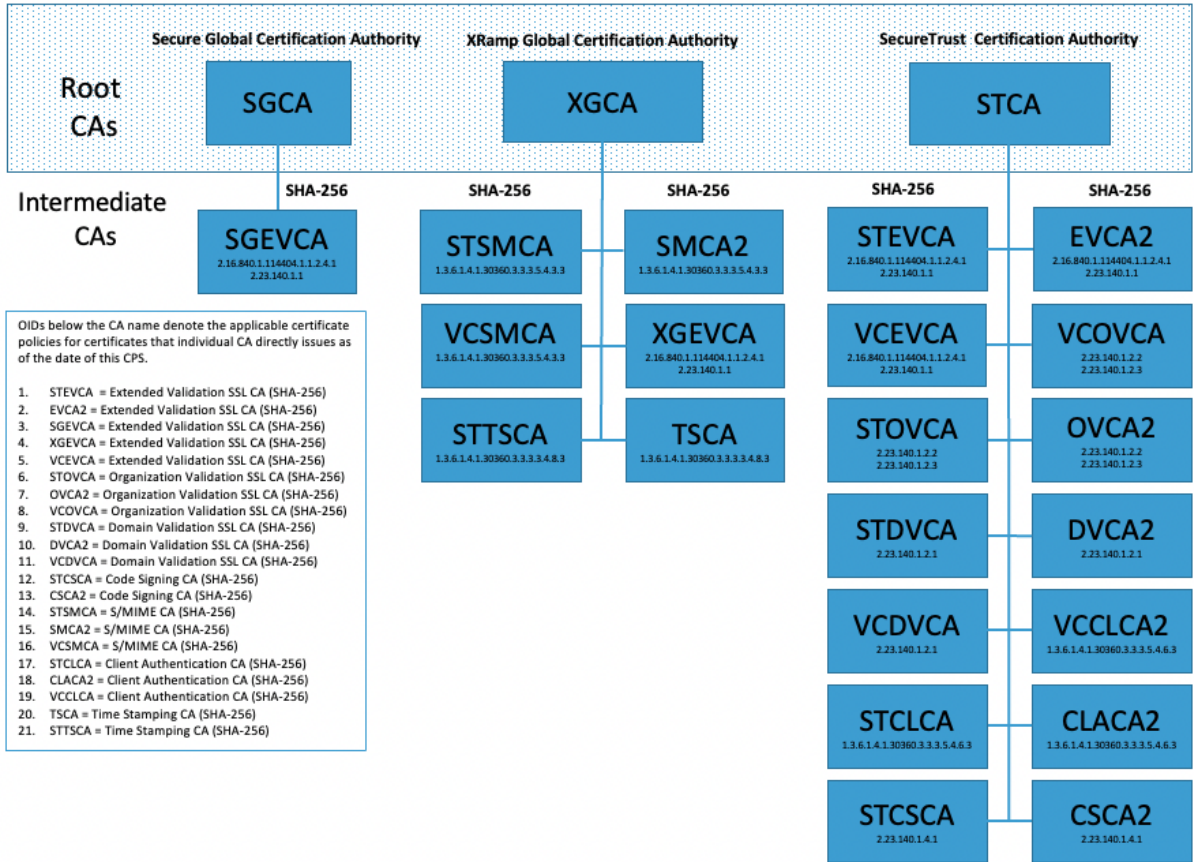 Secure Global Certification Authority
XRamp Global Certification Authority
SecureTrust  Certification Authority
Root
CAs
SGCA
XGCA
STCA
Intermediate
CAs
SHA-256
SHA-256
SHA-256
SHA-256
SHA-256
SGEVCA
2.16.840.1.114404.1.1.2.4.1
2.23.140.1.1
STSMCA
1.3.6.1.4.1.30360.3.3.3.5.4.3.3
SMCA2
1.3.6.1.4.1.30360.3.3.3.5.4.3.3
VCSMCA
1.3.6.1.4.1.30360.3.3.3.5.4.3.3
XGEVCA
2.16.840.1.114404.1.1.2.4.1
2.23.140.1.1
STTSCA
1.3.6.1.4.1.30360.3.3.3.3.4.8.3
TSCA
1.3.6.1.4.1.30360.3.3.3.3.4.8.3
STEVCA
2.16.840.1.114404.1.1.2.4.1
2.23.140.1.1
EVCA2
2.16.840.1.114404.1.1.2.4.1
2.23.140.1.1
VCEVCA
2.16.840.1.114404.1.1.2.4.1
2.23.140.1.1
VCOVCA
2.23.140.1.2.2
2.23.140.1.2.3
STOVCA
2.23.140.1.2.2
2.23.140.1.2.3
OVCA2
2.23.140.1.2.2
2.23.140.1.2.3
STDVCA
2.23.140.1.2.1
DVCA2
2.23.140.1.2.1
VCDVCA
2.23.140.1.2.1
VCCLCA2
1.3.6.1.4.1.30360.3.3.3.5.4.6.3
STCLCA
1.3.6.1.4.1.30360.3.3.3.5.4.6.3
CLACA2
1.3.6.1.4.1.30360.3.3.3.5.4.6.3
STCSCA
2.23.140.1.4.1
CSCA2
2.23.140.1.4.1
OIDs below the CA name denote the applicable certificate
policies for certificates that individual CA directly issues as
of the date of this CPS.
1. STEVCA = Extended Validation SSL CA (SHA-256)
2. EVCA2 = Extended Validation SSL CA (SHA-256)
3. SGEVCA = Extended Validation SSL CA (SHA-256)
4. XGEVCA = Extended Validation SSL CA (SHA-256)
5. VCEVCA = Extended Validation SSL CA (SHA-256)
6. STOVCA = Organization Validation SSL CA (SHA-256)
7. OVCA2 = Organization Validation SSL CA (SHA-256)
8. VCOVCA = Organization Validation SSL CA (SHA-256)
9. STDVCA = Domain Validation SSL CA (SHA-256)
10. DVCA2 = Domain Validation SSL CA (SHA-256)
11. VCDVCA = Domain Validation SSL CA (SHA-256)
12. STCSCA = Code Signing CA (SHA-256)
13. CSCA2 = Code Signing CA (SHA-256)
14. STSMCA = S/MIME CA (SHA-256)
15. SMCA2 = S/MIME CA (SHA-256)
16. VCSMCA = S/MIME CA (SHA-256)
17. STCLCA = Client Authentication CA (SHA-256)
18. CLACA2 = Client Authentication CA (SHA-256)
19. VCCLCA = Client Authentication CA (SHA-256)
20. TSCA = Time Stamping CA (SHA-256)
21. STTSCA = Time Stamping CA (SHA-256)